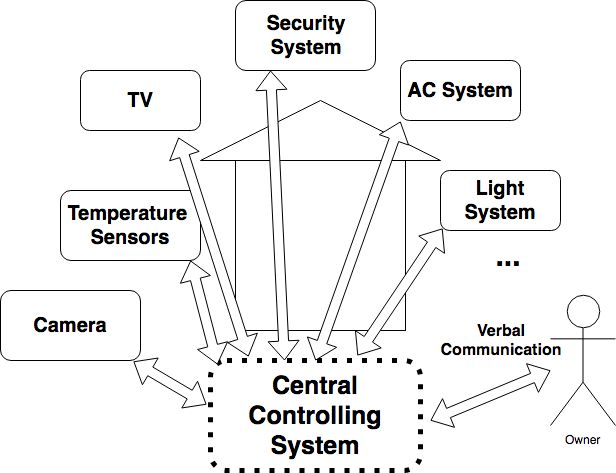 Security
System
TV
AC System
Temperature
Sensors
Light
System
...
Camera
Verbal
Communication
Central
Controlling
System
Owner